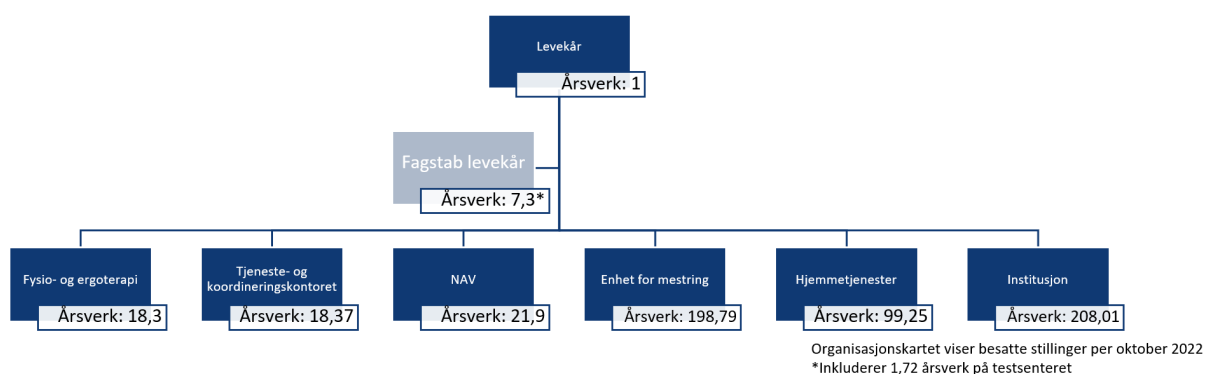 Levekår
Årsverk: 1
Fagstab levekår
Årsverk: 7,3*
Fysio- og ergoterapi
Årsverk: 18,3
Tjeneste- og
koordineringskontoret
Årsverk: 18,37
NAV
Årsverk: 21,9
Enhet for mestring
Årsverk: 198,79
Hjemmetjenester
Årsverk: 99,25
Institusjon
Årsverk: 208,01
Organisasjonskartet viser besatte stillinger per oktober 2022
*Inkluderer 1,72 årsverk på testsenteret